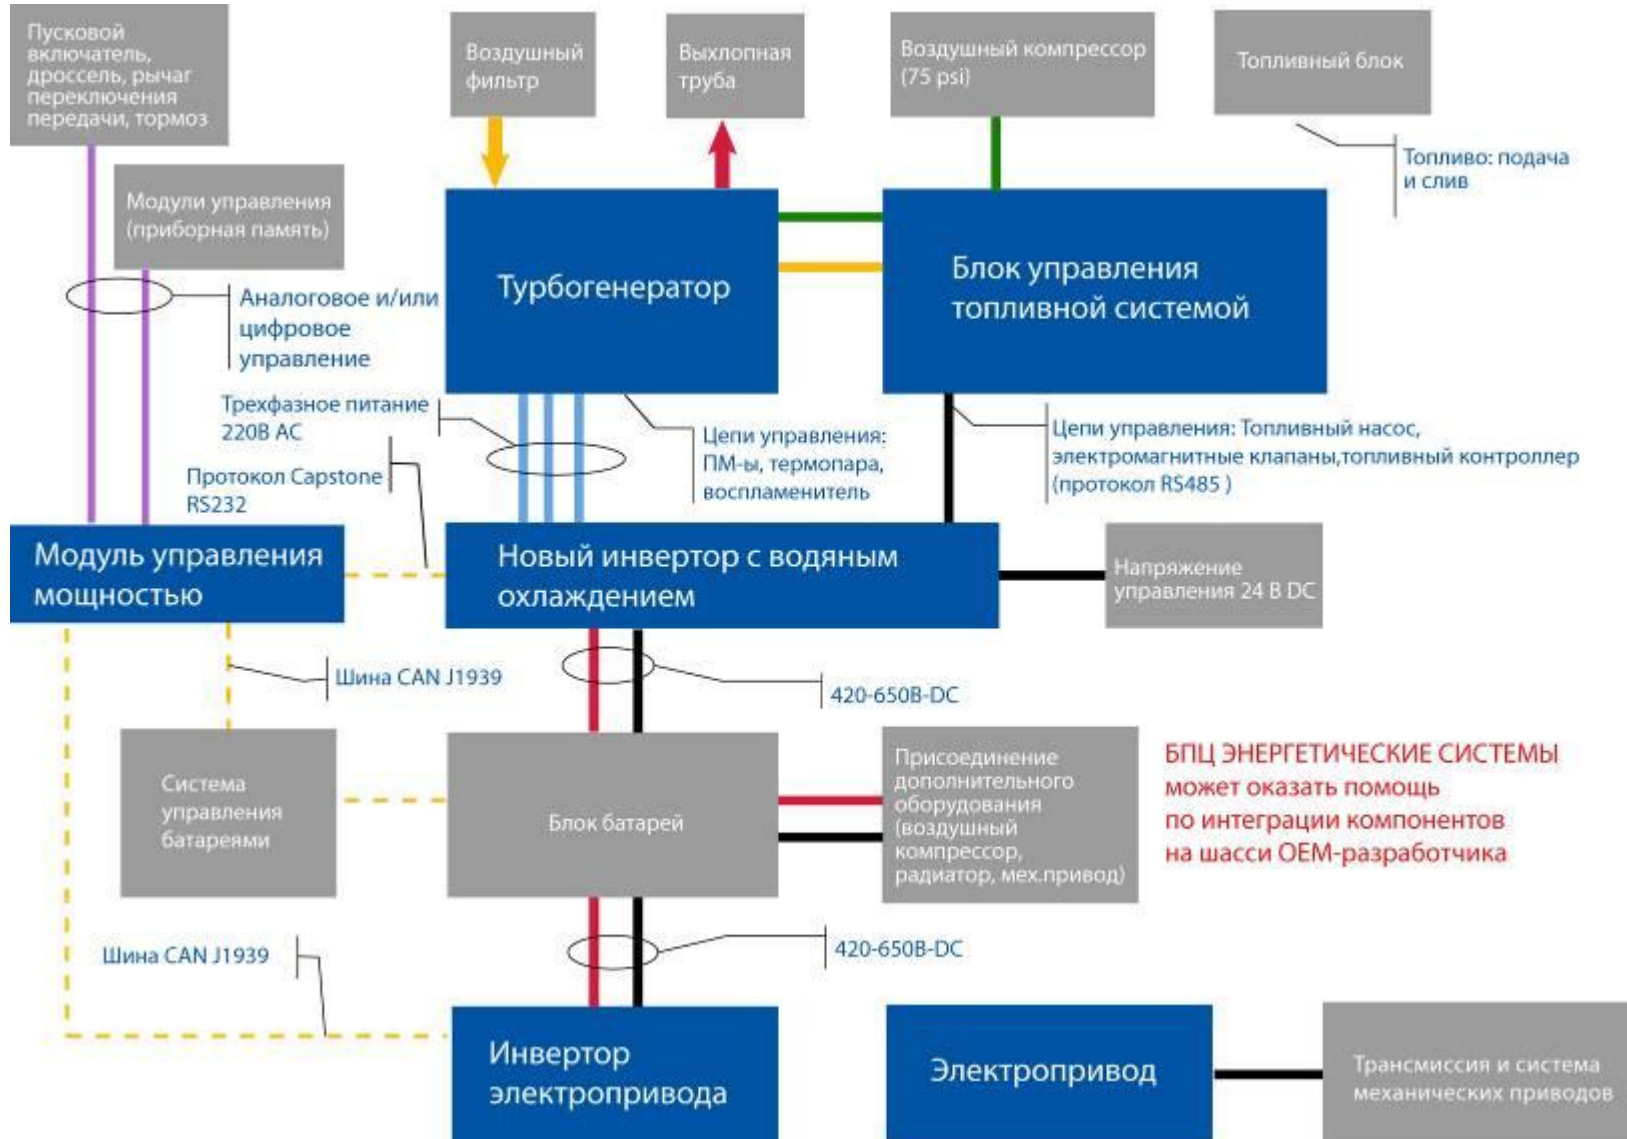 Пусковой
включатель,
дроссель, рычаг
переключения
передачи, тормоз
Воздушный
фильтр
Выхлопная
труба
Воздушный компрессор
(75 psi)
Топливный блок
Топливо: подача
и слив
Модули управления
(приборная память)
Аналоговое и/или
цифровое
управление
Турбогенератор
Блок управления
топливной системой
Трехфазное питание
220В АС
Протокол Capstone
RS232
Цепи управления:
ПМ-ы, термопара,
воспламенитель
Цепи управления: Топливный насос,
электромагнитные клапаны,топливный контроллер
(протокол RS485 )
Модуль управления
мощностью
Новый инвертор с водяным
охлаждением
Напряжение
управления 24 В DC
Шина CAN J1939
420-650В-DC
Система
управления
батареями
Блок батарей
Присоединение
дополнительного
оборудования
(воздушный
компрессор,
радиатор, мех.привод)
БПЦ ЭНЕРГЕТИЧЕСКИЕ СИСТЕМЫ
может оказать помощь
по интеграции компонентов
на шасси OEM-разработчика
Шина CAN J1939
420-650В-DC
Инвертор
электропривода
Электропривод
Трансмиссия и система
механических приводов